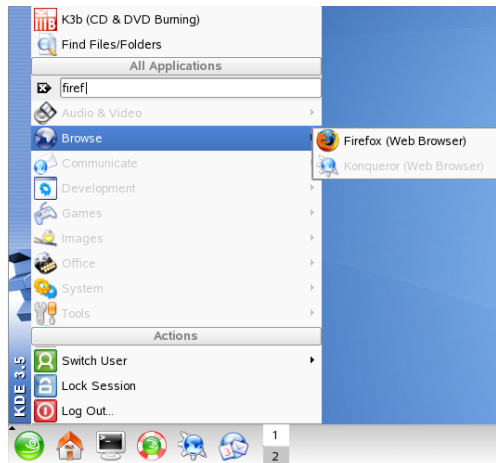 K3b (CD & DVD Burning)
Find Files/Folders
All Applications
firef
Audio & Video
Browse
Firefox (Web Browser)
Communicate
Konqueror (Web Browser)
Development
Games
Images
Office
System
Tools
Actions
Switch User
Lock Session
Log Out...
KDE 3.5
1
2